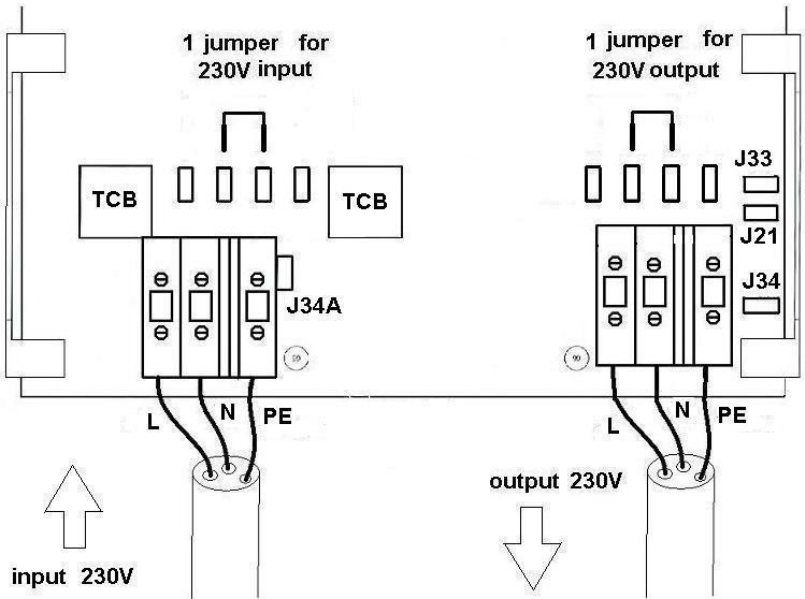 1 jumper for
230V input
1 jumper for
230V output
TCB
TCB
J33
J21
J34A
J34
L
N
PE
L
N
PE
input 230V
output 230V